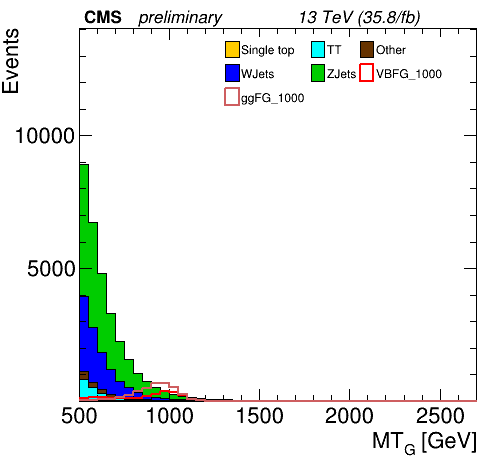 CMS preliminary 13 TeV (35.8/fb)
Events
Single top TT Other
WJets ZJets VBFG_1000
ggFG_1000
10000
5000
500 1000 1500 2000 2500
MT_G [GeV]